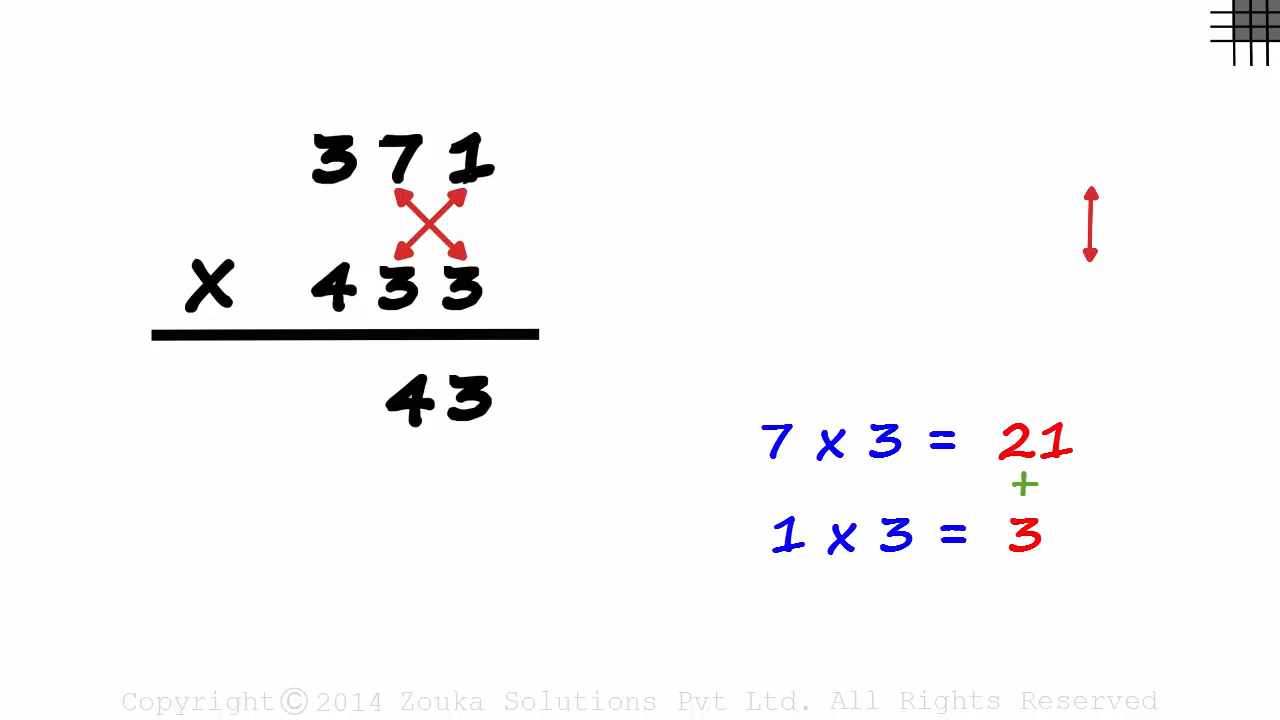 371
X 433
43
7 x 3 = 21
+
1 x 3 = 3
Copyright©2014 Zouka Solutions Pvt Ltd. All Rights Reserved